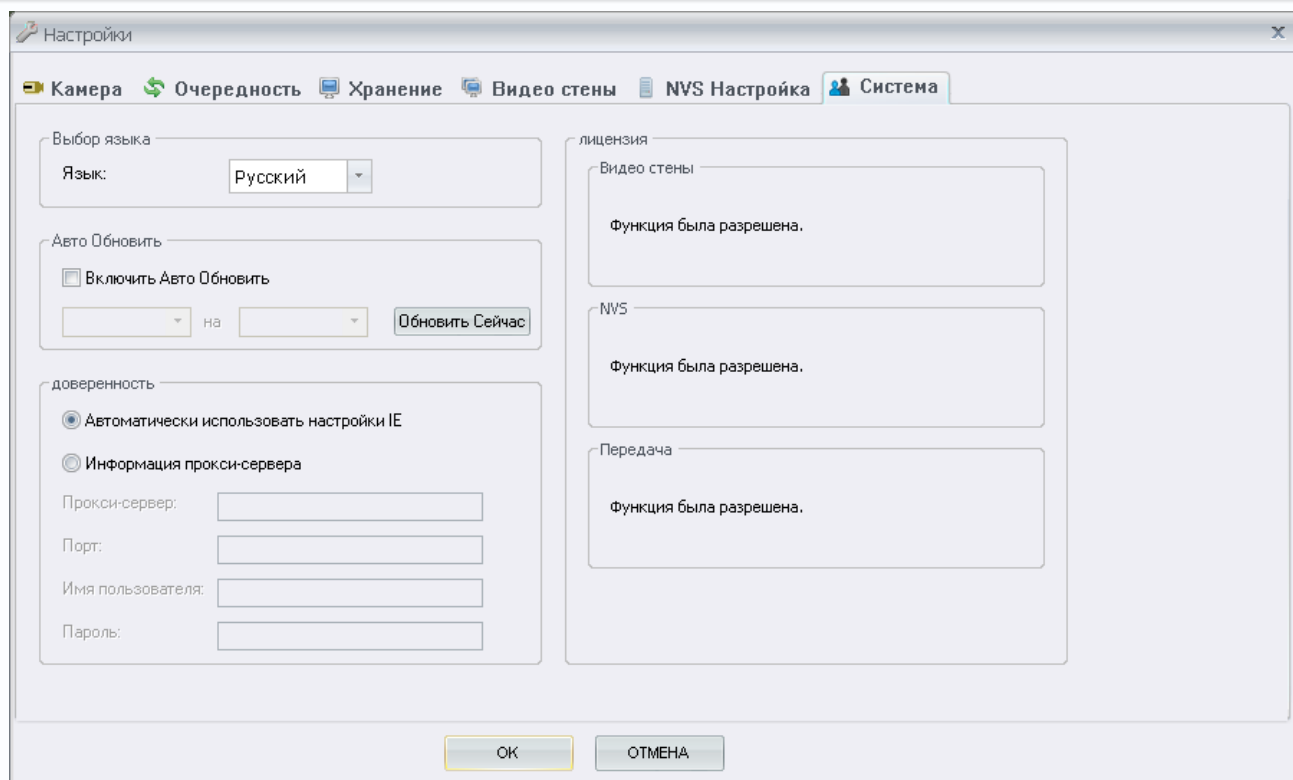 Настройки
Камера Очередность Хранение Видео стены NVS Настро́йка Система
Выбор языка
Язык: Русский
Авто Обновить
Включить Авто Обновить
на Обновить Сейчас
доверенность
Автоматически использовать настройки IE
Информация прокси-сервера
Прокси-сервер:
Порт:
Имя пользователя:
Пароль:
лицензия
Видео стены
Функция была разрешена.
NVS
Функция была разрешена.
Передача
Функция была разрешена.
OK ОТМЕНА